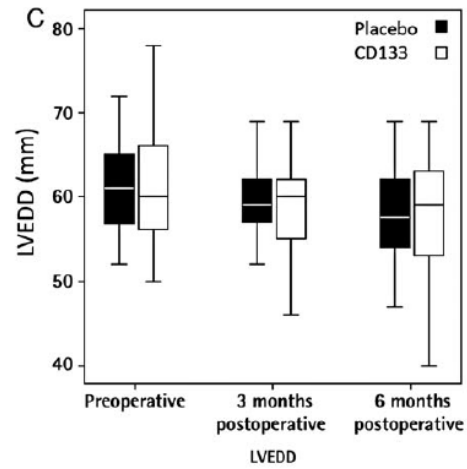 C
Placebo
CD133
80
70
60
50
40
LVEDD (mm)
Preoperative
3 months
postoperative
6 months
postoperative
LVEDD